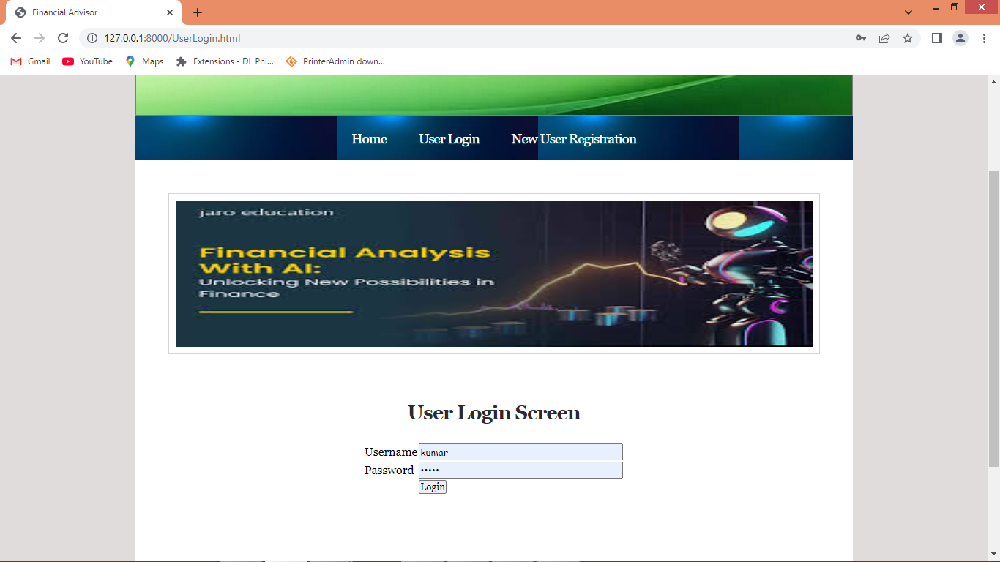 Financial Advisor
127.0.0.1:8000/UserLogin.html
Gmail YouTube Maps Extensions - DL Phi... PrinterAdmin down...
Home User Login New User Registration
jaro education
Financial Analysis
With AI:
Unlocking New Possibilities in
Finance
User Login Screen
Username kumar
Password •••••
Login